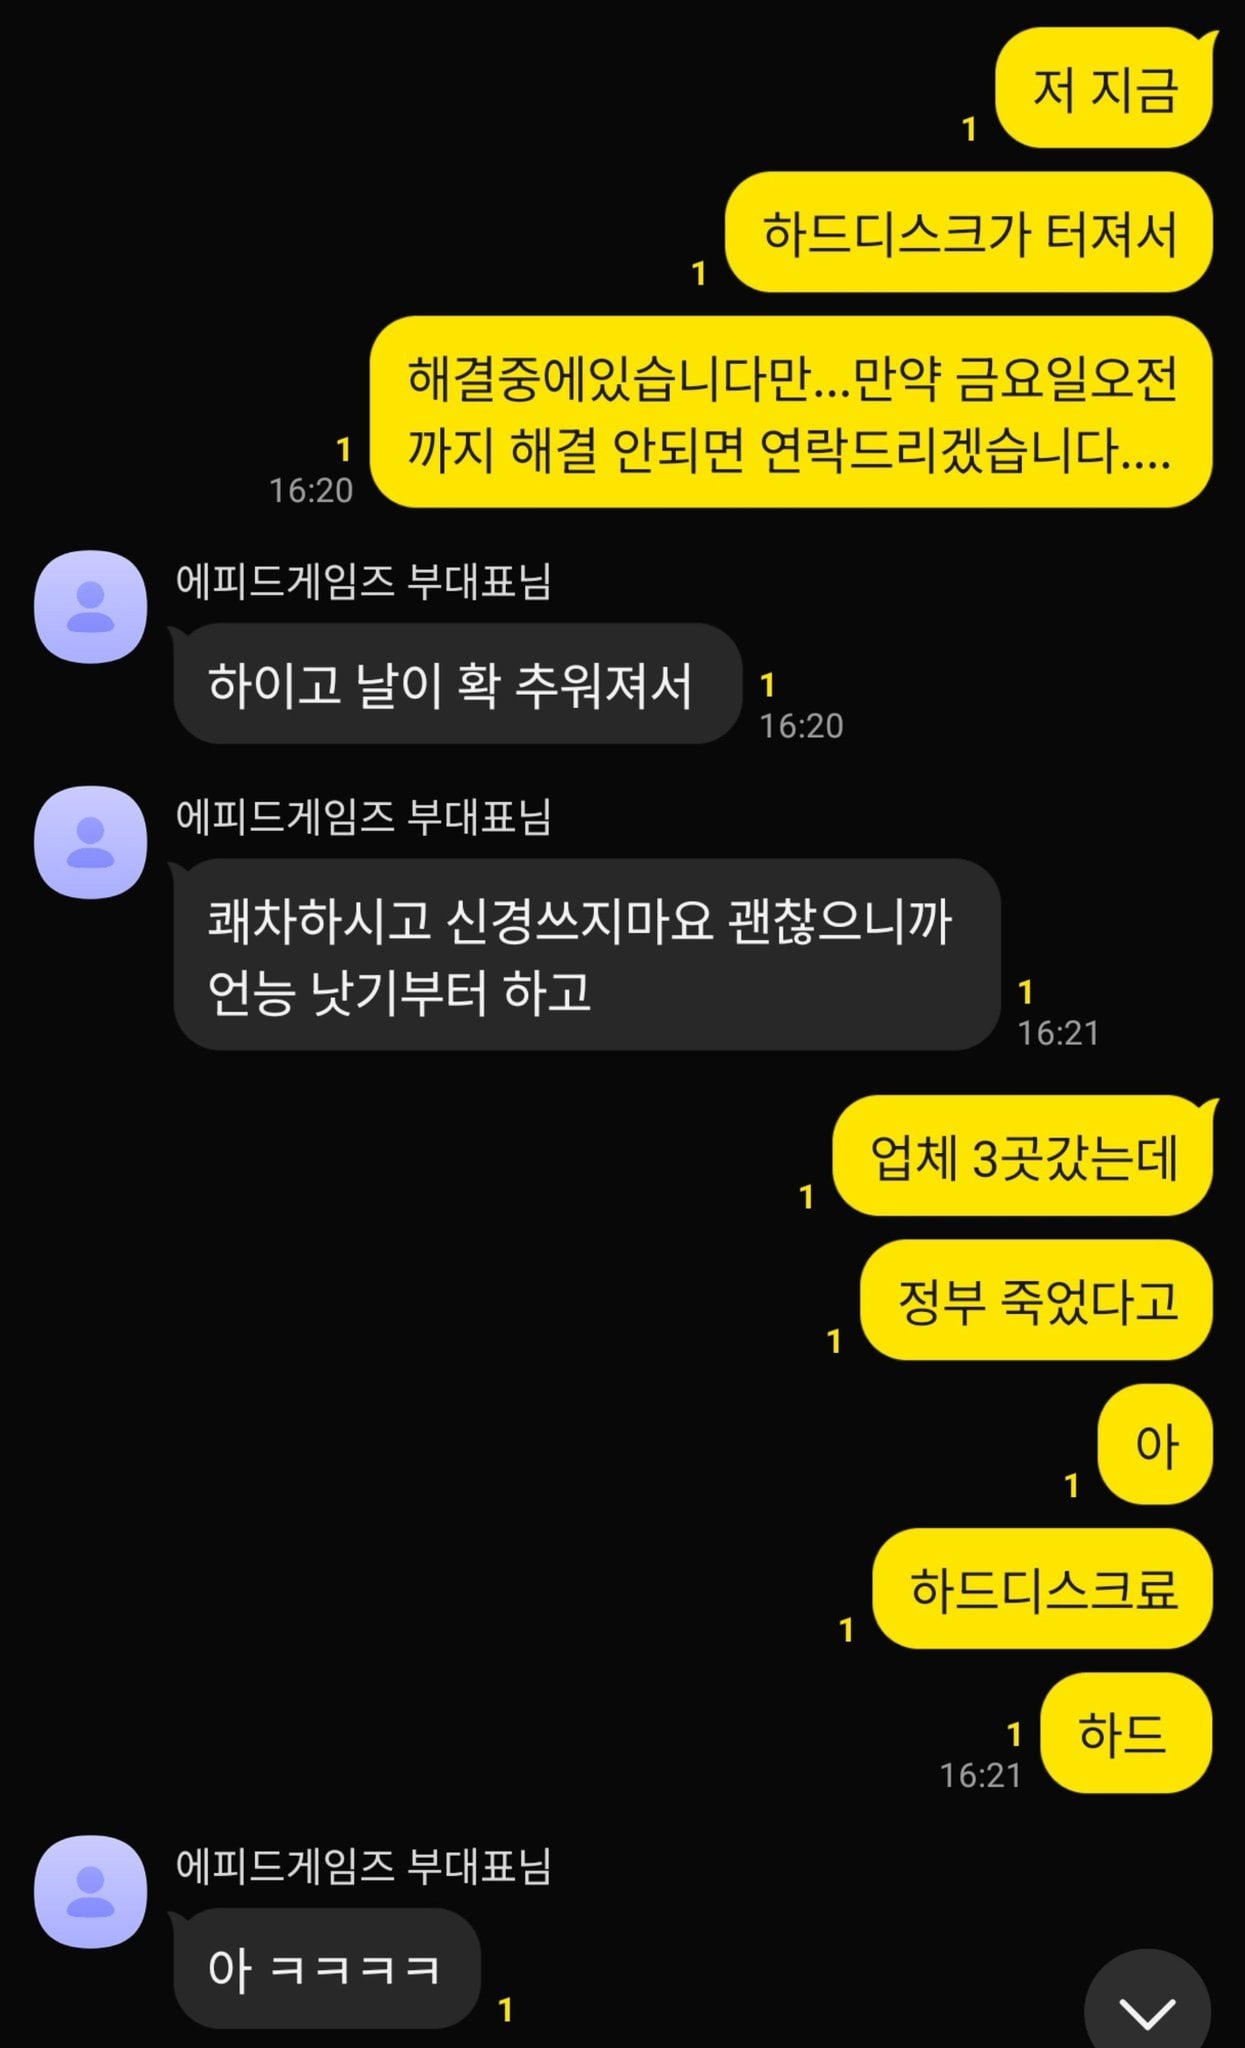 저 지금
1
하드디스크가 터져서
1
해결중에있습니다만...만약 금요일오전
까지 해결 안되면 연락드리겠습니다....
1
16:20
에피드게임즈 부대표님
하이고 날이 확 추워져서
1
16:20
에피드게임즈 부대표님
쾌차하시고 신경쓰지마요 괜찮으니까
언능 낫기부터 하고
1
16:21
업체 3곳갔는데
1
정부 죽었다고
1
아
1
하드디스크료
1
하드
1
16:21
에피드게임즈 부대표님
아 ㅋㅋㅋㅋ
1